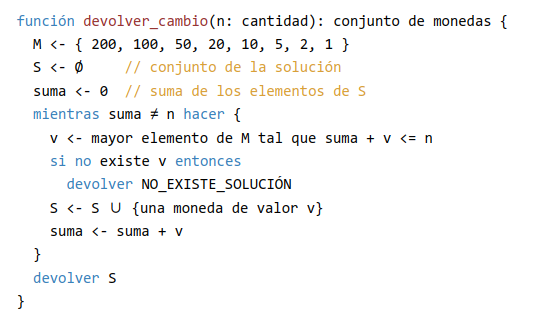 función devolver_cambio(n: cantidad): conjunto de monedas {
  M <- { 200, 100, 50, 20, 10, 5, 2, 1 }
  S <- Ø     // conjunto de la solución
  suma <- 0  // suma de los elementos de S
  mientras suma ≠ n hacer {
    v <- mayor elemento de M tal que suma + v <= n
    si no existe v entonces
      devolver NO_EXISTE_SOLUCIÓN
    S <- S ∪ {una moneda de valor v}
    suma <- suma + v
  }
  devolver S
}